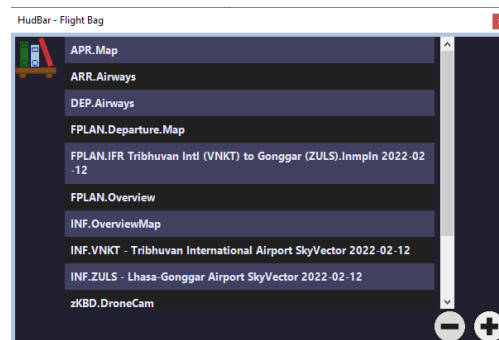 HudBar - Flight Bag
APR.Map
ARR.Airways
DEP.Airways
FPLAN.Departure.Map
FPLAN.IFR Tribhuvan Intl (VNKT) to Gonggar (ZULS).lnmpln 2022-02
-12
FPLAN.Overview
INF.OverviewMap
INF.VNKT - Tribhuvan International Airport SkyVector 2022-02-12
INF.ZULS - Lhasa-Gonggar Airport SkyVector 2022-02-12
zKBD.DroneCam